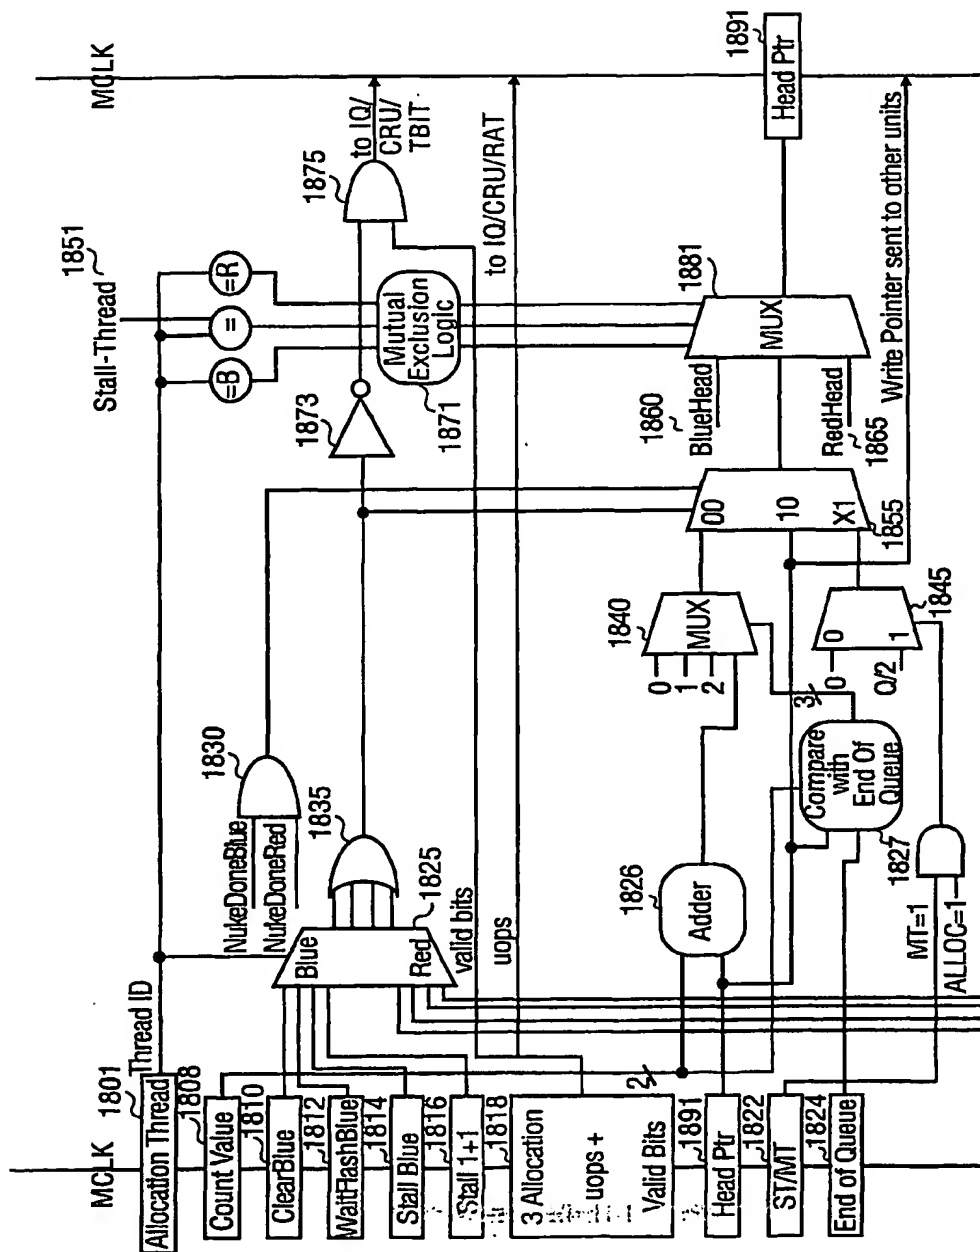 MCLK
MCLK
1801
Allocation Thread
Thread ID
1808
Count Value
1810
ClearBlue
1812
WaitFlashBlue
1814
Stall Blue
1816
Stall 1+1
1818
3 Allocation
uops +
Valid Bits
1891
Head Ptr
1822
ST/MT
1824
End of Queue
2
NukeDoneBlue
NukeDoneRed
1830
1835
Blue
Red
1825
valid bits
uops
1826
Adder
Compare
with
End Of
Queue
1827
3
MT=1
ALLOC=1
1840
0
1
2
MUX
0
Q/2
0
1
1845
00
10
X1
1855
1873
Stall-Thread
1851
=B
=
=R
Mutual
Exclusion
Logic
1871
1875
to IQ/
CRU/
TBIT
to IQ/CRU/RAT
1860
BlueHead
RedHead
1865
MUX
1881
Write Pointer sent to other units
1891
Head Ptr